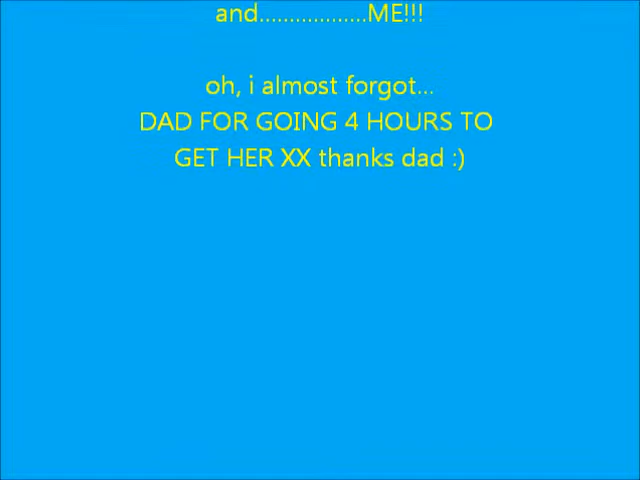 and..................ME!!!
oh, i almost forgot...
DAD FOR GOING 4 HOURS TO
GET HER XX thanks dad :)